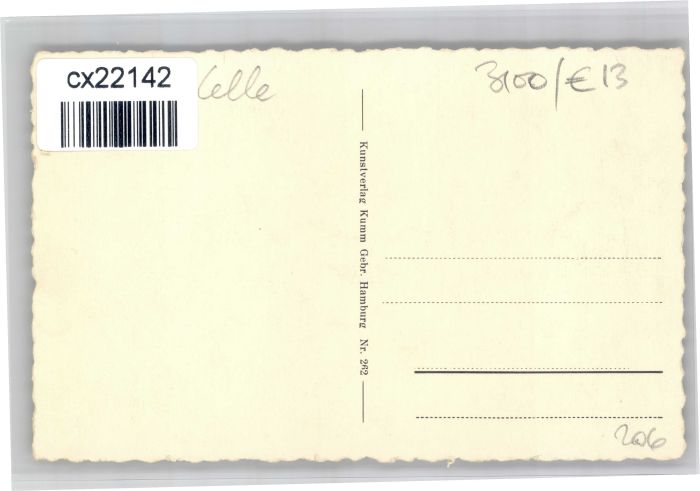 cx22142
Celle
3100/€13
Kunstverlag Kumm Gebr. Hamburg Nr. 262
206